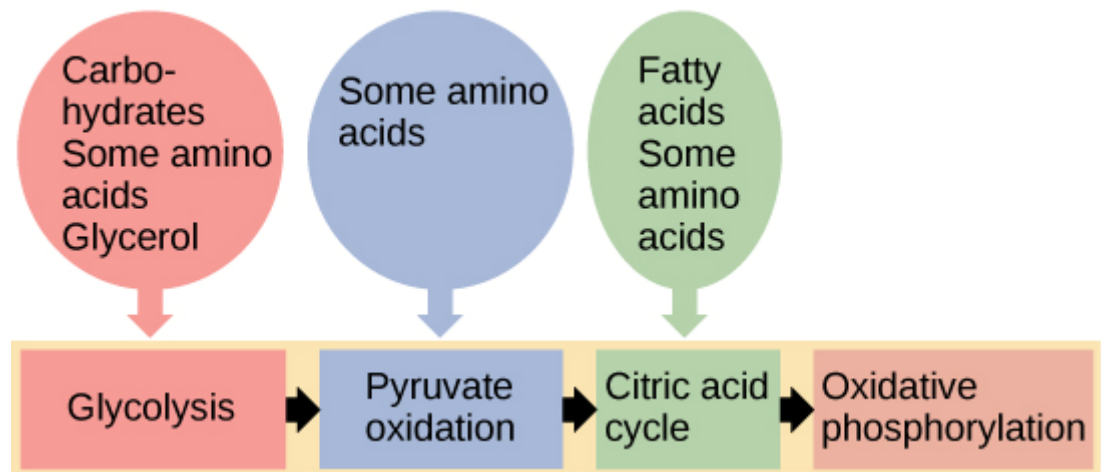 Carbo-
hydrates
Some amino
acids
Glycerol
Some amino
acids
Fatty
acids
Some
amino
acids
Glycolysis
Pyruvate
oxidation
Citric acid
cycle
Oxidative
phosphorylation